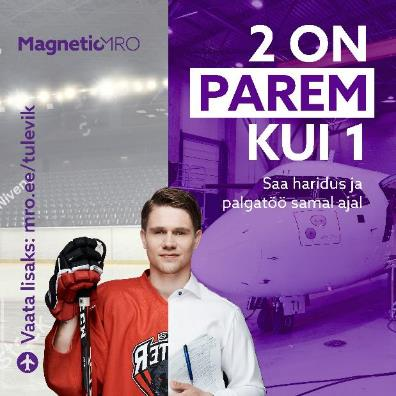 MagneticMRO
2 ON
PAREM
KUI 1
Saa haridus ja
palgatöö samal ajal
Vaata lisaks: mro.ee/tulevik